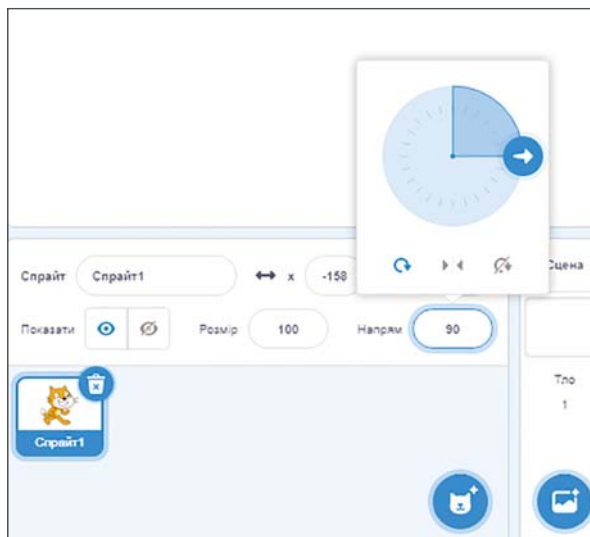 Спрайт Спрайт1 x -158 Сцена
Показати Розмір 100 Напрям 90
Тло
1
Спрайт1